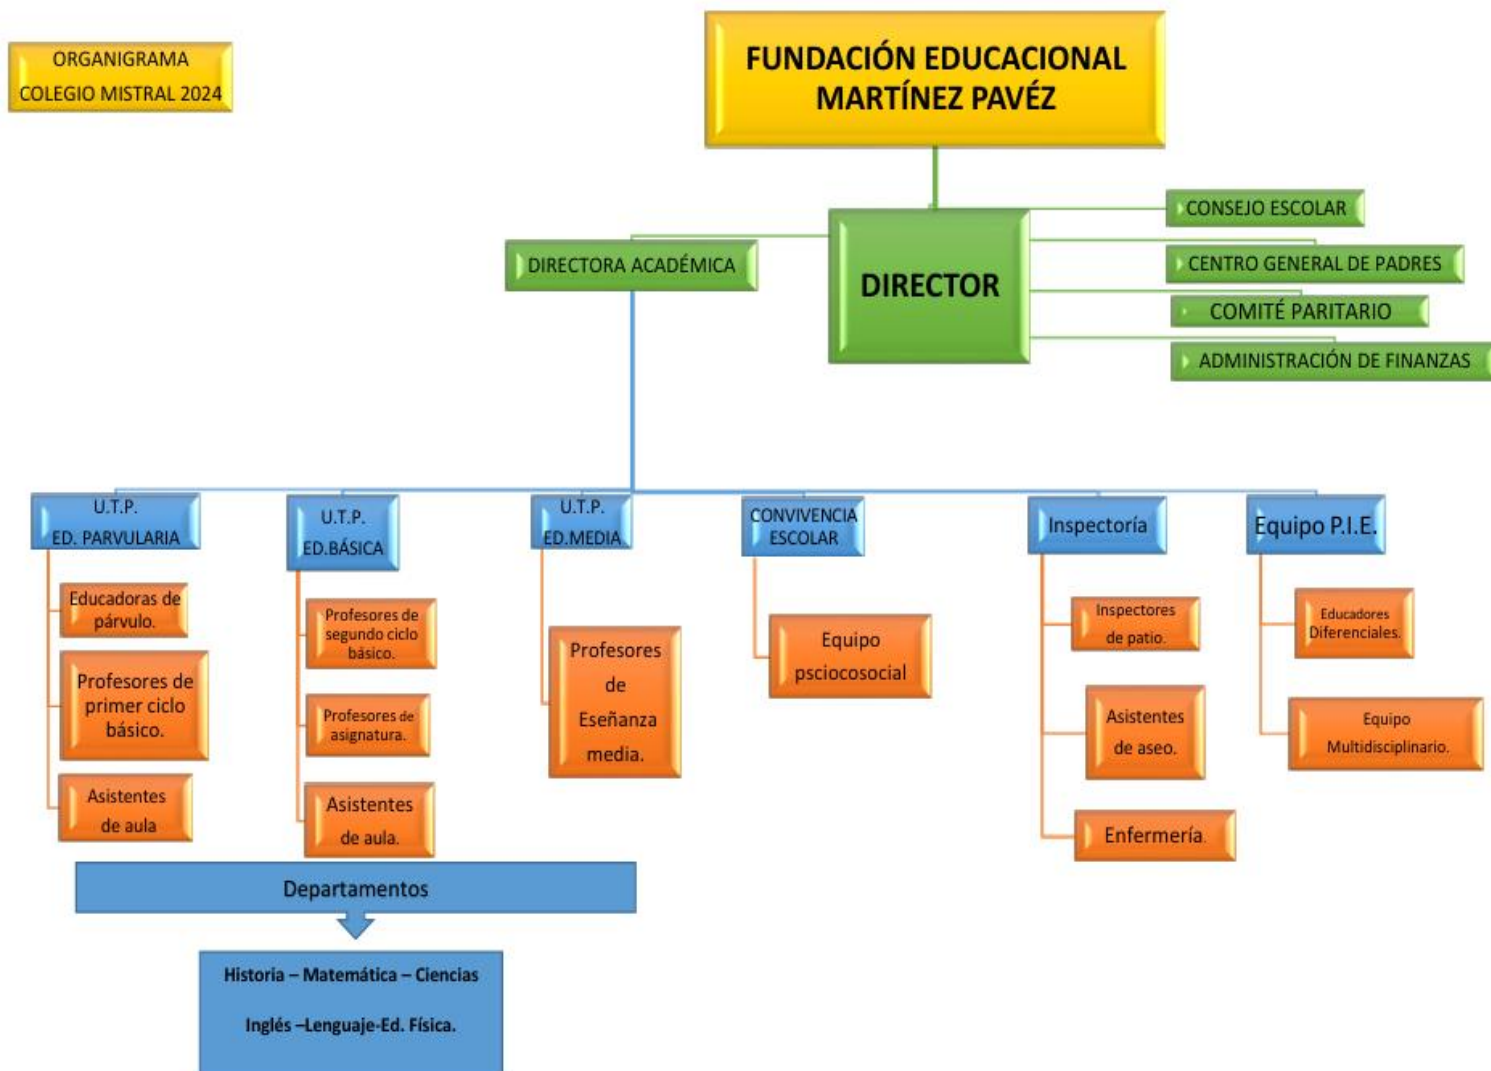 ORGANIGRAMA
COLEGIO MISTRAL 2024
FUNDACIÓN EDUCACIONAL
MARTÍNEZ PAVÉZ
DIRECTOR
DIRECTORA ACADÉMICA
CONSEJO ESCOLAR
CENTRO GENERAL DE PADRES
COMITÉ PARITARIO
ADMINISTRACIÓN DE FINANZAS
U.T.P.
ED. PARVULARIA
Educadoras de
párvulo.
Profesores de
primer ciclo
básico.
Asistentes
de aula
U.T.P.
ED.BÁSICA
Profesores de
segundo ciclo
básico.
Profesores de
asignatura.
Asistentes
de aula.
U.T.P.
ED.MEDIA
Profesores
de
Eseñanza
media.
CONVIVENCIA
ESCOLAR
Equipo
psciocosocial
Inspectoría
Inspectores
de patio.
Asistentes
de aseo.
Enfermería.
Equipo P.I.E.
Educadores
Diferenciales.
Equipo
Multidisciplinario.
Departamentos
Historia – Matemática – Ciencias
Inglés –Lenguaje-Ed. Física.